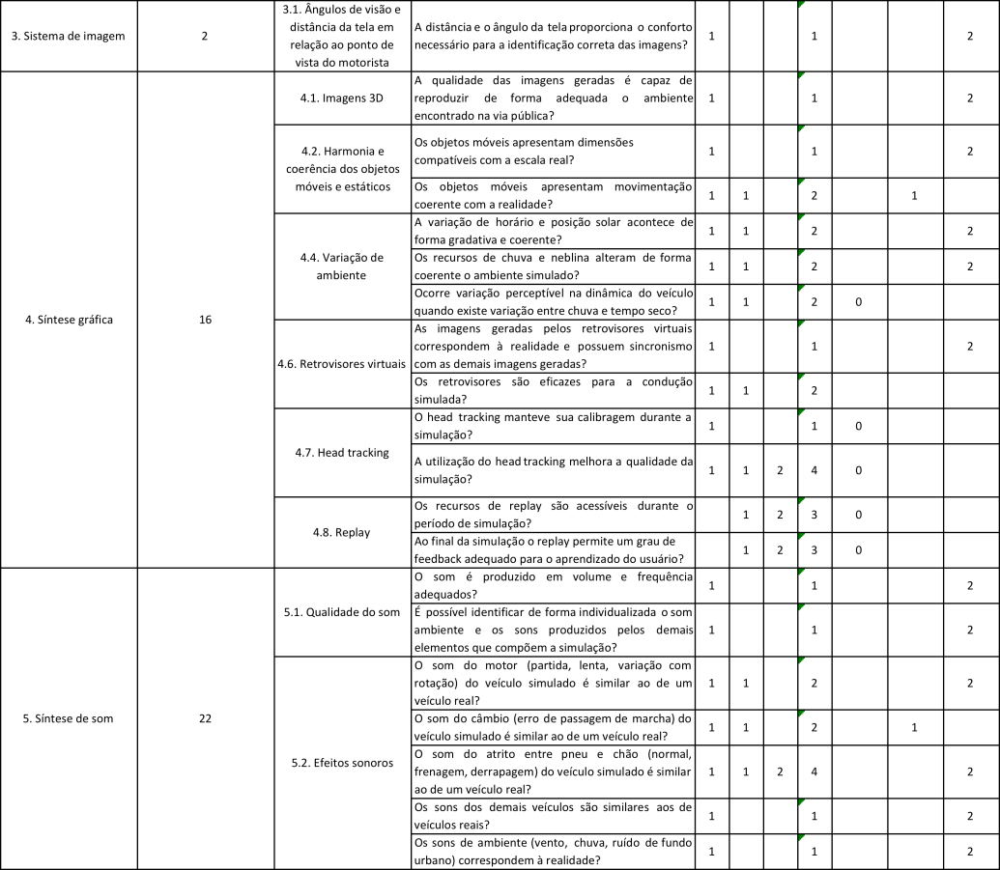 3. Sistema de imagem
2
3.1. Ângulos de visão e
distância da tela em
relação ao ponto de
vista do motorista
A distância e o ângulo da tela proporciona o conforto
necessário para a identificação correta das imagens?
1 1 2
4. Síntese gráfica
16
4.1. Imagens 3D
A qualidade das imagens geradas é capaz de
reproduzir de forma adequada o ambiente
encontrado na via pública?
1 1 2
4.2. Harmonia e
coerência dos objetos
móveis e estáticos
Os objetos móveis apresentam dimensões
compatíveis com a escala real?
1 1 2
Os objetos móveis apresentam movimentação
coerente com a realidade?
1 1 2 1
4.4. Variação de
ambiente
A variação de horário e posição solar acontece de
forma gradativa e coerente?
1 1 2 2
Os recursos de chuva e neblina alteram de forma
coerente o ambiente simulado?
1 1 2 2
Ocorre variação perceptível na dinâmica do veículo
quando existe variação entre chuva e tempo seco?
1 1 2 0
4.6. Retrovisores virtuais
As imagens geradas pelos retrovisores virtuais
correspondem à realidade e possuem sincronismo
com as demais imagens geradas?
1 1 2
Os retrovisores são eficazes para a condução
simulada?
1 1 2
4.7. Head tracking
O head tracking manteve sua calibragem durante a
simulação?
1 1 0
A utilização do head tracking melhora a qualidade da
simulação?
1 1 2 4 0
4.8. Replay
Os recursos de replay são acessíveis durante o
período de simulação?
1 2 3 0
Ao final da simulação o replay permite um grau de
feedback adequado para o aprendizado do usuário?
1 2 3 0
5. Síntese de som
22
5.1. Qualidade do som
O som é produzido em volume e frequência
adequados?
1 1 2
É possível identificar de forma individualizada o som
ambiente e os sons produzidos pelos demais
elementos que compõem a simulação?
1 1 2
5.2. Efeitos sonoros
O som do motor (partida, lenta, variação com
rotação) do veículo simulado é similar ao de um
veículo real?
1 1 2 2
O som do câmbio (erro de passagem de marcha) do
veículo simulado é similar ao de um veículo real?
1 1 2 1
O som do atrito entre pneu e chão (normal,
frenagem, derrapagem) do veículo simulado é similar
ao de um veículo real?
1 1 2 4 2
Os sons dos demais veículos são similares aos de
veículos reais?
1 1 2
Os sons de ambiente (vento, chuva, ruído de fundo
urbano) correspondem à realidade?
1 1 2